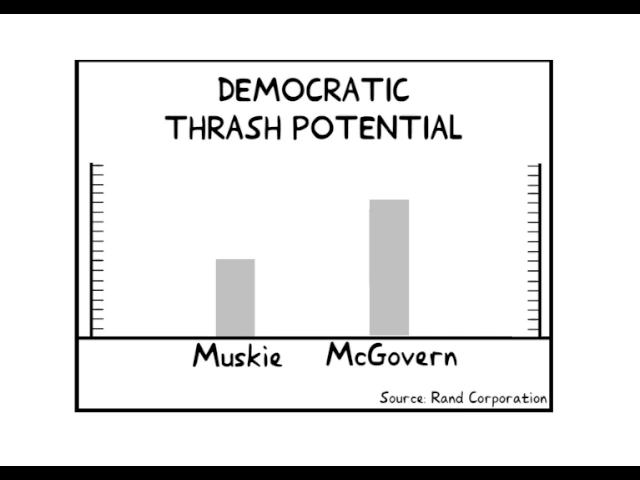 DEMOCRATIC
THRASH POTENTIAL
Muskie McGovern
Source: Rand Corporation